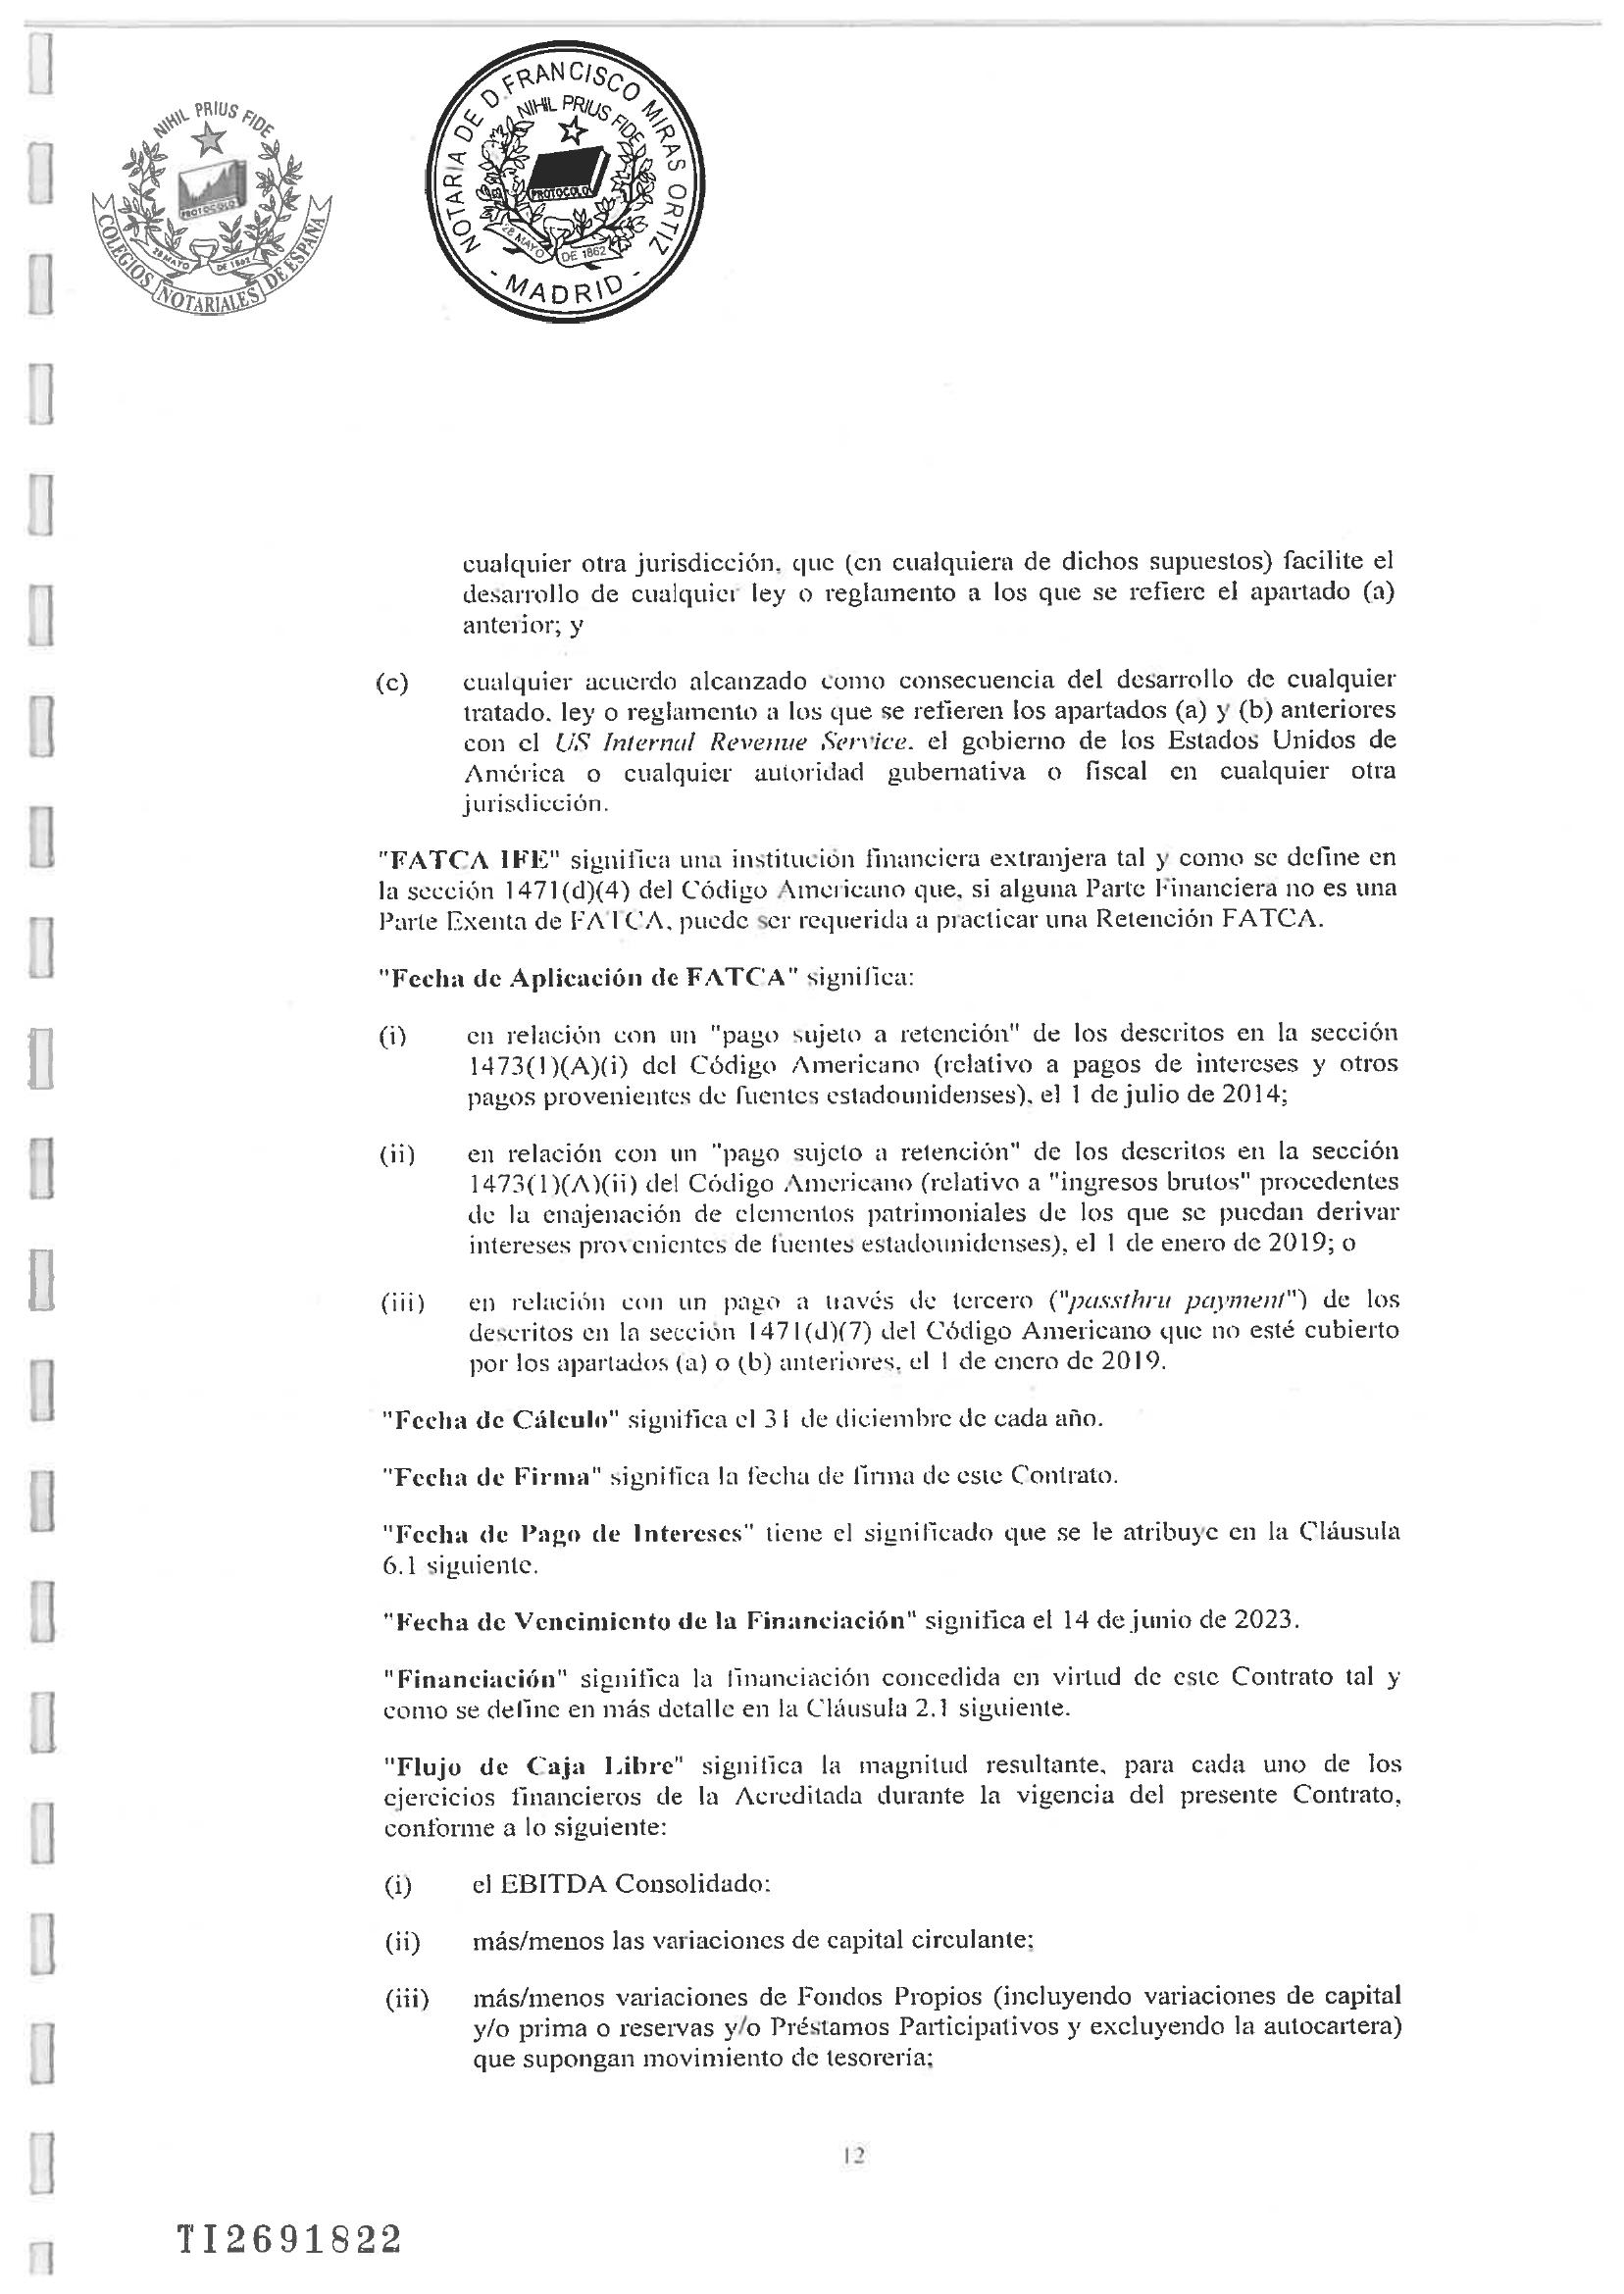 NIHIL PRIUS FIDE
PROTOCOLO
28 MAYO DE 1862
COLEGIOS NOTARIALES DE ESPAÑA
NOTARIA DE D. FRANCISCO MIRAS ORTIZ
NIHIL PRIUS FIDE
PROTOCOLO
28 MAYO DE 1862
- MADRID -
cualquier otra jurisdicción, que (en cualquiera de dichos supuestos) facilite el
desarrollo de cualquier ley o reglamento a los que se refiere el apartado (a)
anterior; y
(c) cualquier acuerdo alcanzado como consecuencia del desarrollo de cualquier
tratado, ley o reglamento a los que se refieren los apartados (a) y (b) anteriores
con el US Internal Revenue Service, el gobierno de los Estados Unidos de
América o cualquier autoridad gubernativa o fiscal en cualquier otra
jurisdicción.
"FATCA IFE" significa una institución financiera extranjera tal y como se define en
la sección 1471(d)(4) del Código Americano que, si alguna Parte Financiera no es una
Parte Exenta de FATCA, puede ser requerida a practicar una Retención FATCA.
"Fecha de Aplicación de FATCA" significa:
(i) en relación con un "pago sujeto a retención" de los descritos en la sección
1473(1)(A)(i) del Código Americano (relativo a pagos de intereses y otros
pagos provenientes de fuentes estadounidenses), el 1 de julio de 2014;
(ii) en relación con un "pago sujeto a retención" de los descritos en la sección
1473(1)(A)(ii) del Código Americano (relativo a "ingresos brutos" procedentes
de la enajenación de elementos patrimoniales de los que se puedan derivar
intereses provenientes de fuentes estadounidenses), el 1 de enero de 2019; o
(iii) en relación con un pago a través de tercero ("passthru payment") de los
descritos en la sección 1471(d)(7) del Código Americano que no esté cubierto
por los apartados (a) o (b) anteriores, el 1 de enero de 2019.
"Fecha de Cálculo" significa el 31 de diciembre de cada año.
"Fecha de Firma" significa la fecha de firma de este Contrato.
"Fecha de Pago de Intereses" tiene el significado que se le atribuye en la Cláusula
6.1 siguiente.
"Fecha de Vencimiento de la Financiación" significa el 14 de junio de 2023.
"Financiación" significa la financiación concedida en virtud de este Contrato tal y
como se define en más detalle en la Cláusula 2.1 siguiente.
"Flujo de Caja Libre" significa la magnitud resultante, para cada uno de los
ejercicios financieros de la Acreditada durante la vigencia del presente Contrato,
conforme a lo siguiente:
(i) el EBITDA Consolidado:
(ii) más/menos las variaciones de capital circulante;
(iii) más/menos variaciones de Fondos Propios (incluyendo variaciones de capital
y/o prima o reservas y/o Préstamos Participativos y excluyendo la autocartera)
que supongan movimiento de tesorería;
12
TI2691822